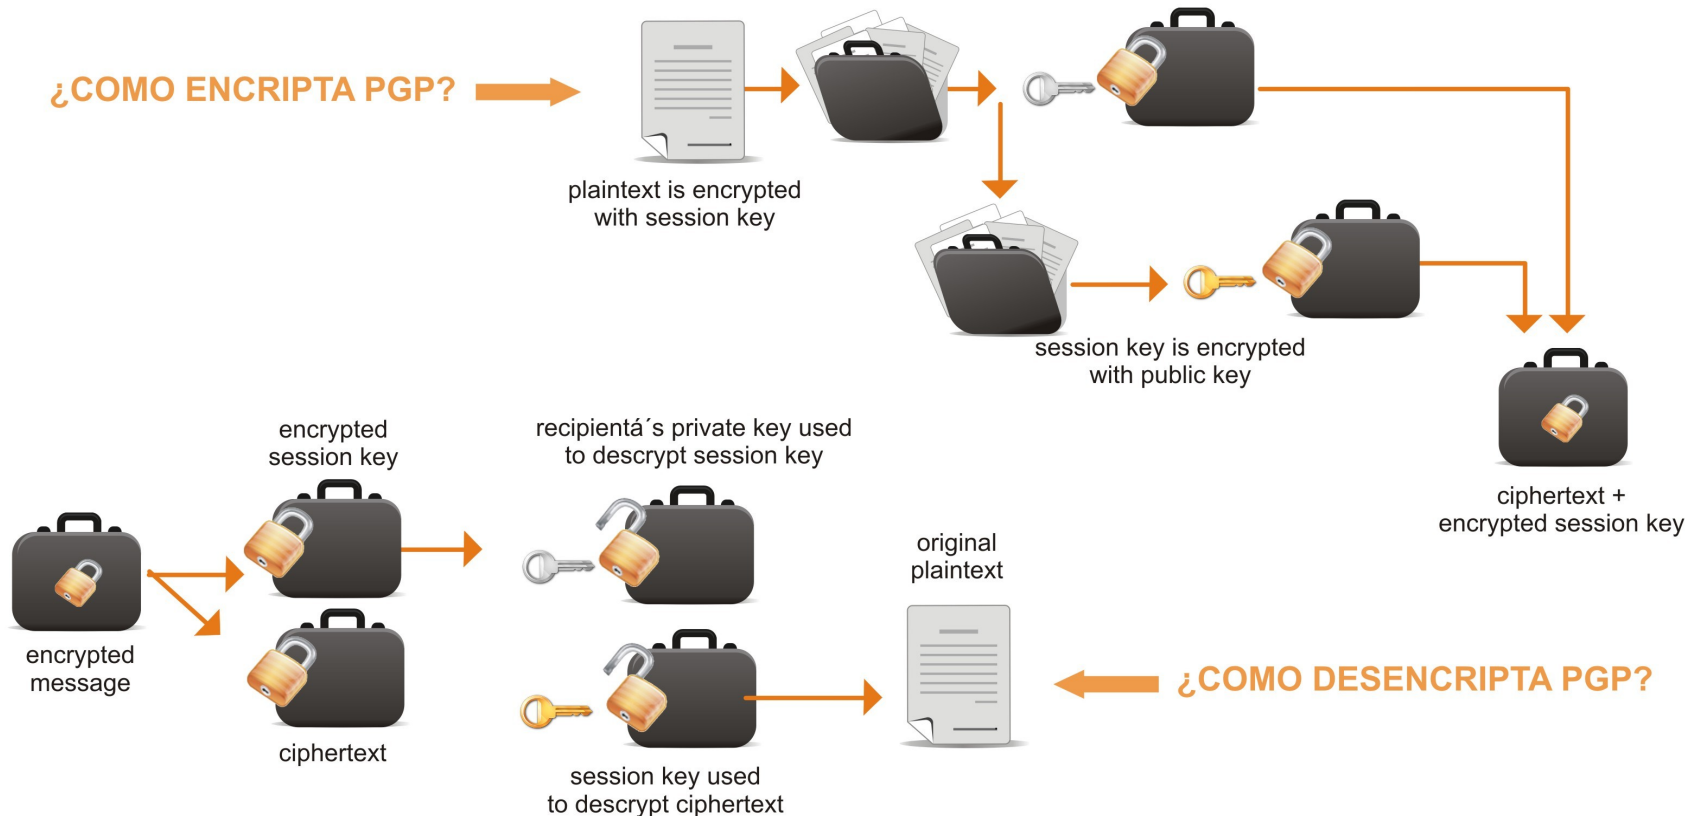 ¿COMO ENCRIPTA PGP?
plaintext is encrypted
with session key
session key is encrypted
with public key
ciphertext +
encrypted session key
encrypted
message
encrypted
session key
ciphertext
recipientá´s private key used
to descrypt session key
session key used
to descrypt ciphertext
original
plaintext
¿COMO DESENCRIPTA PGP?